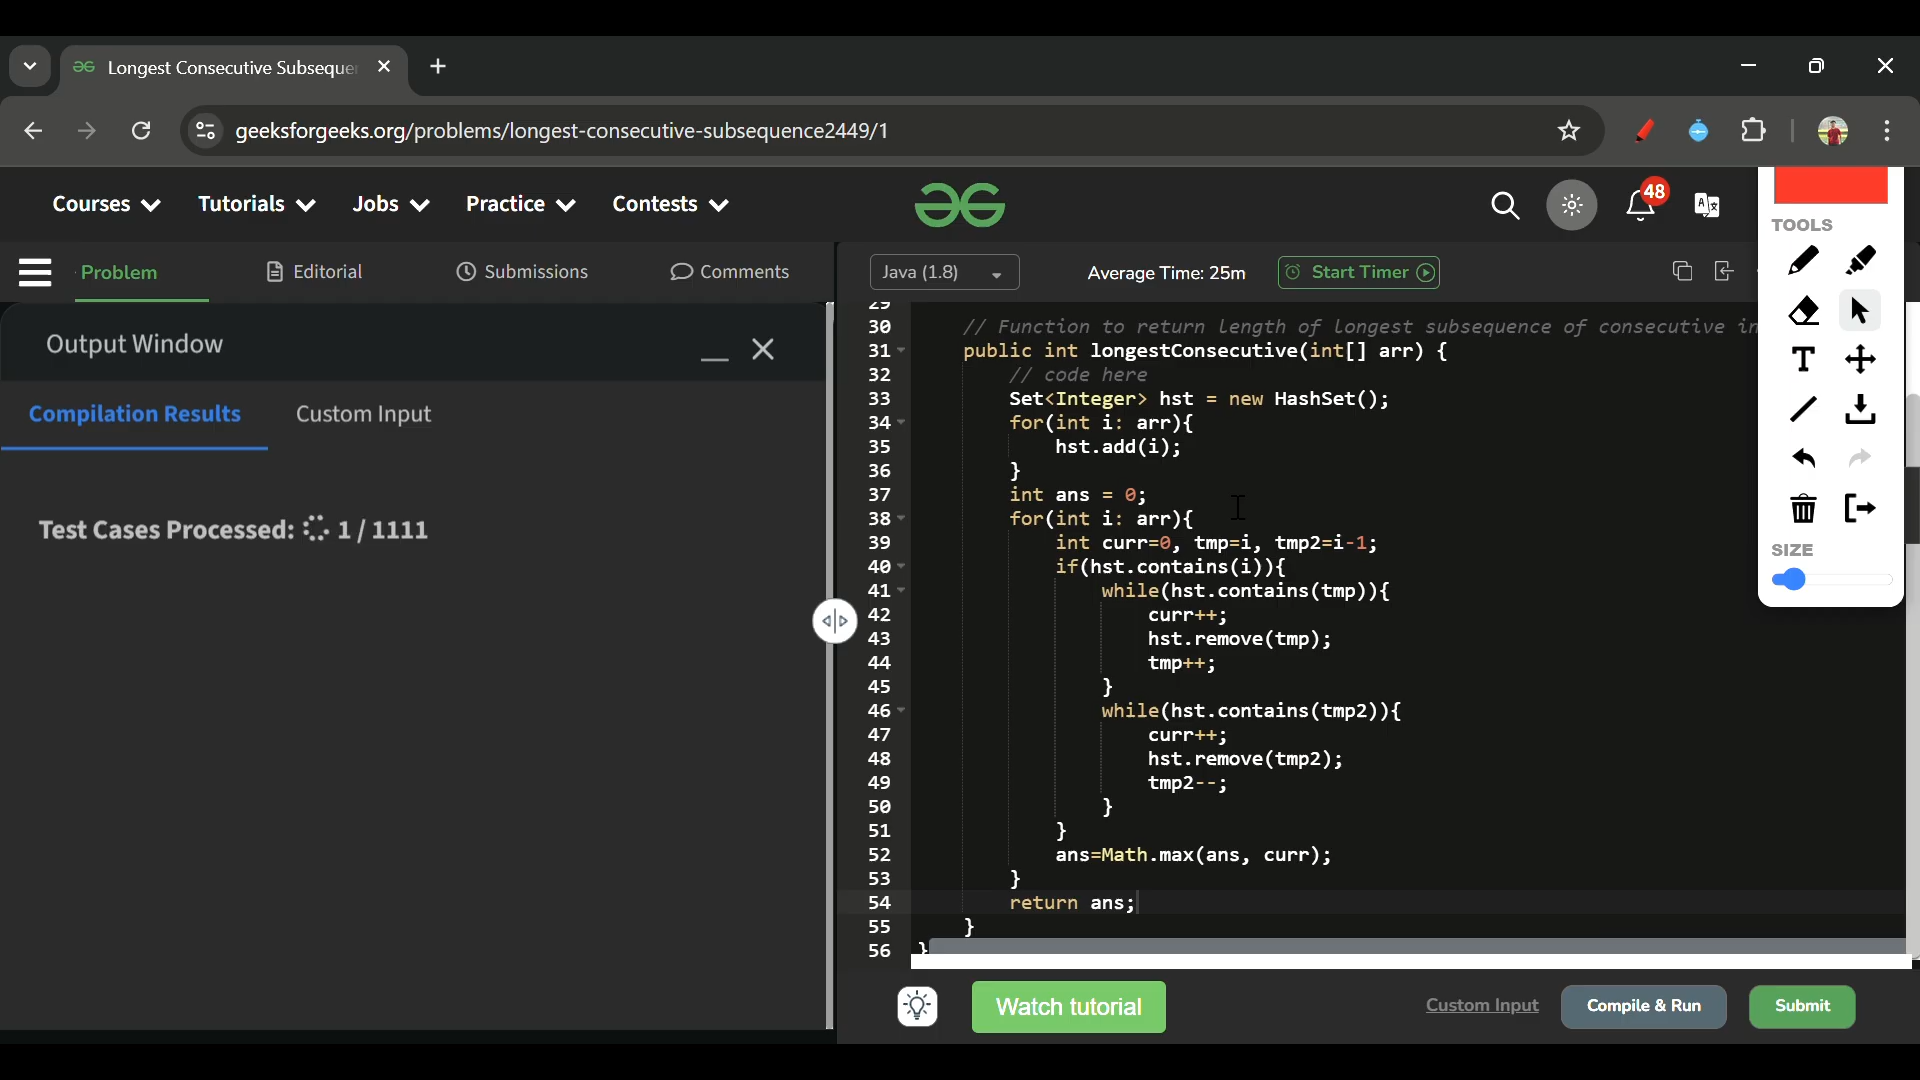 Longest Consecutive Subseque
geeksforgeeks.org/problems/longest-consecutive-subsequence2449/1
Courses
Tutorials
Jobs
Practice
Contests
48
Problem
Editorial
Submissions
Comments
Output Window
Compilation Results
Custom Input
Test Cases Processed: 1 / 1111
Java (1.8)
Average Time: 25m
Start Timer
29
30 // Function to return length of longest subsequence of consecutive in
31 public int longestConsecutive(int[] arr) {
32 // code here
33 Set<Integer> hst = new HashSet();
34 for(int i: arr){
35 hst.add(i);
36 }
37 int ans = 0;
38 for(int i: arr){
39 int curr=0, tmp=i, tmp2=i-1;
40 if(hst.contains(i)){
41 while(hst.contains(tmp)){
42 curr++;
43 hst.remove(tmp);
44 tmp++;
45 }
46 while(hst.contains(tmp2)){
47 curr++;
48 hst.remove(tmp2);
49 tmp2--;
50 }
51 }
52 ans=Math.max(ans, curr);
53 }
54 return ans;
55 }
56 }
Watch tutorial
Custom Input
Compile & Run
Submit
TOOLS
T
SIZE